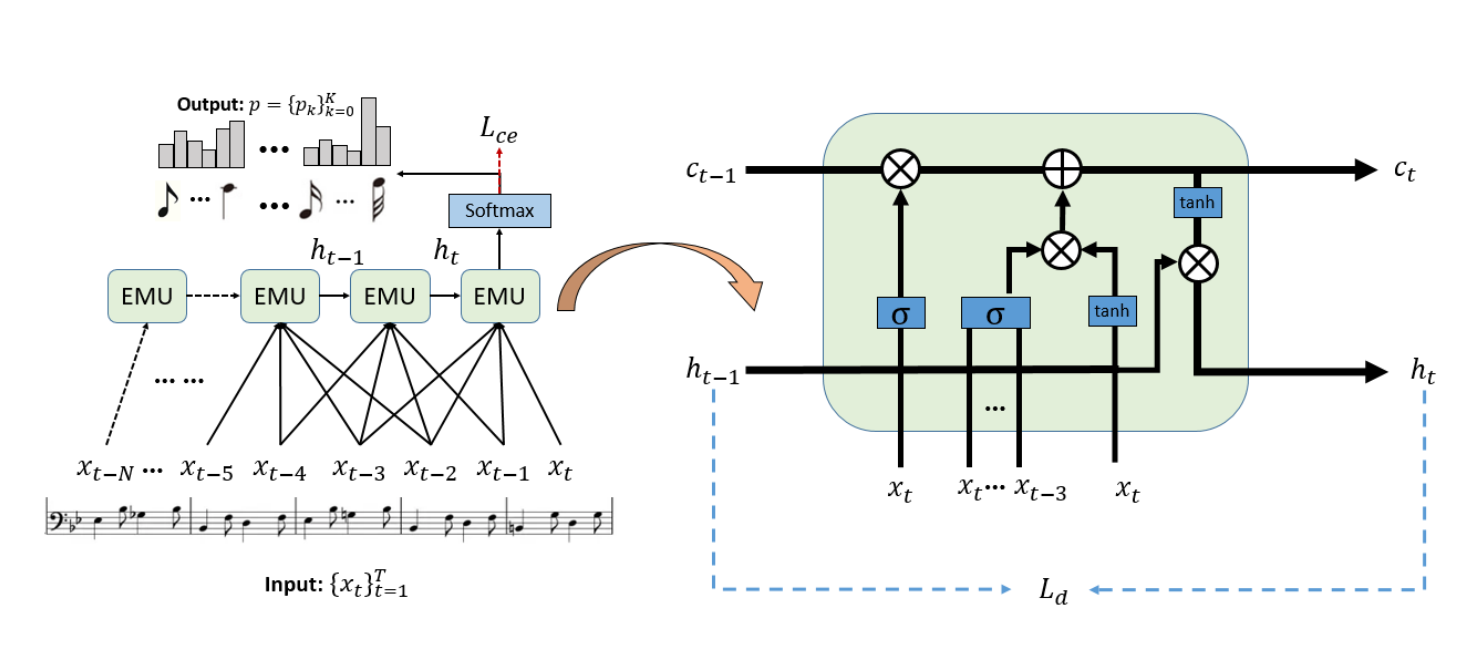 Output: p = {p_k}_{k=0}^K
... ...
... ... ...
L_{ce}
Softmax
h_{t-1} h_t
EMU EMU EMU EMU
... ...
x_{t-N} ... x_{t-5} x_{t-4} x_{t-3} x_{t-2} x_{t-1} x_t
Input: {x_t}_{t=1}^T
c_{t-1} c_t
tanh
σ σ tanh
h_{t-1} h_t
...
x_t x_t ... x_{t-3} x_t
L_d